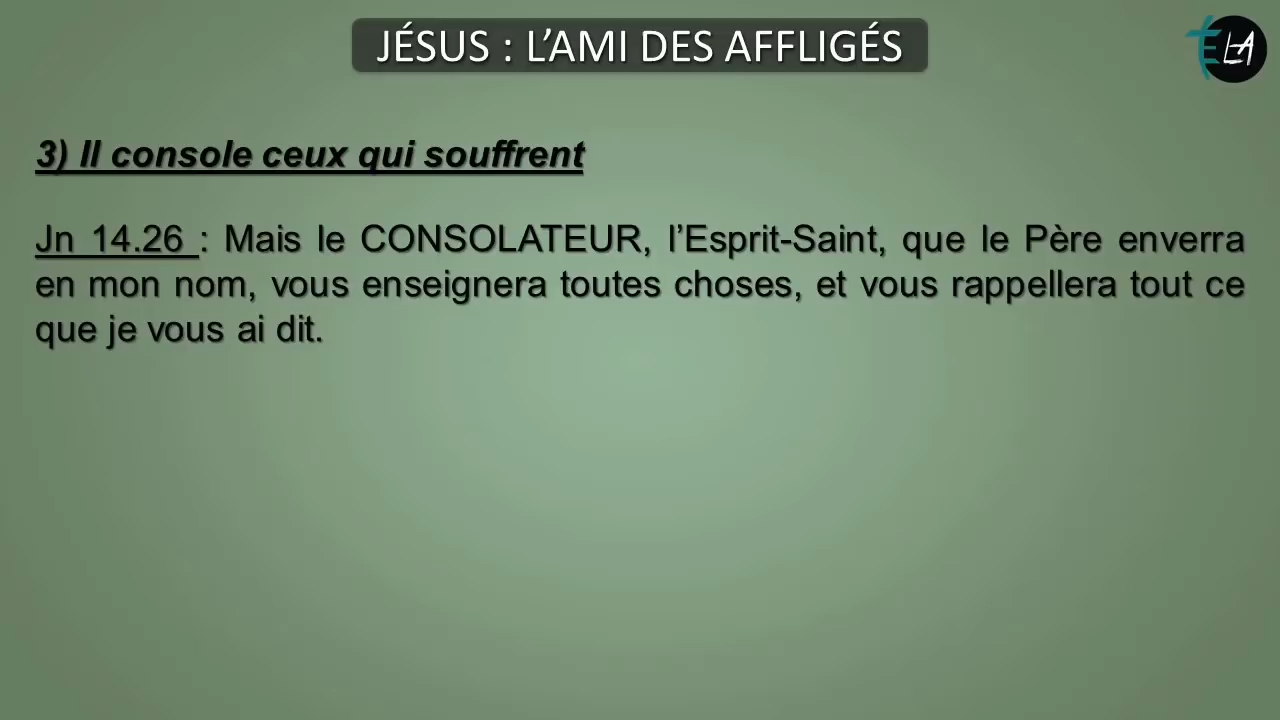 JÉSUS : L’AMI DES AFFLIGÉS
ELA
3) Il console ceux qui souffrent
Jn 14.26 : Mais le CONSOLATEUR, l’Esprit-Saint, que le Père enverra
en mon nom, vous enseignera toutes choses, et vous rappellera tout ce
que je vous ai dit.